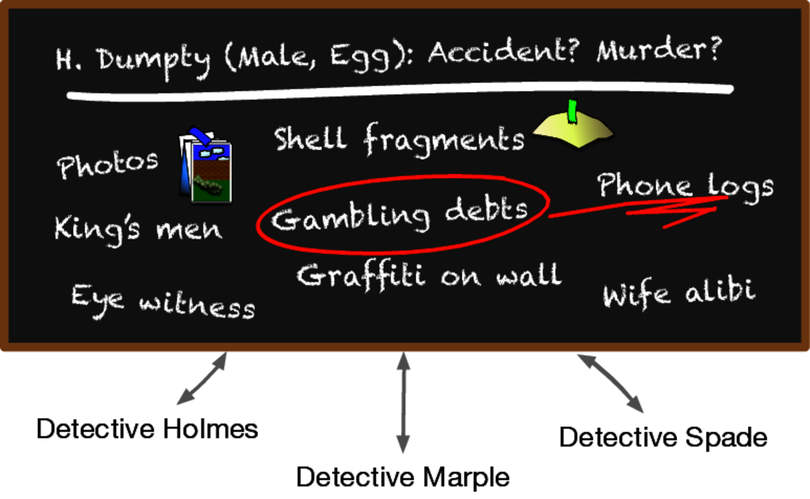 H. Dumpty (Male, Egg): Accident? Murder?
Shell fragments
Photos
Phone logs
King's men
Gambling debts
Graffiti on wall
Eye witness
Wife alibi
Detective Holmes
Detective Spade
Detective Marple